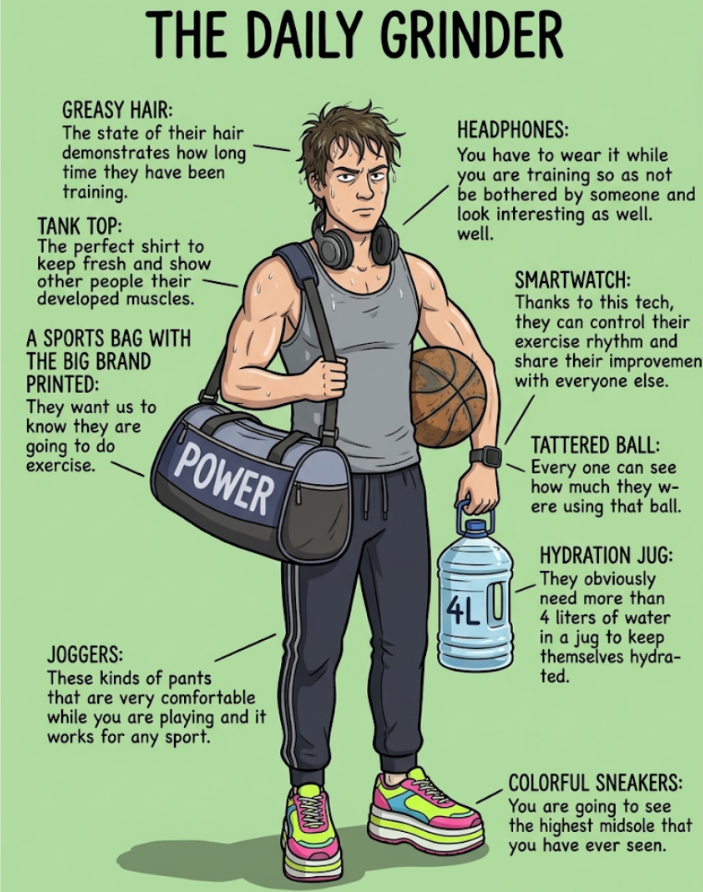 THE DAILY GRINDER
GREASY HAIR:
The state of their hair
demonstrates how long
time they have been
training.
HEADPHONES:
You have to wear it while
you are training so as not
be bothered by someone and
look interesting as well.
well.
TANK TOP:
The perfect shirt to
keep fresh and show
other people their
developed muscles.
SMARTWATCH:
Thanks to this tech,
they can control their
exercise rhythm and
share their improvemen
with everyone else.
A SPORTS BAG WITH
THE BIG BRAND
PRINTED:
They want us to
know they are
going to do
exercise.
POWER
TATTERED BALL:
Every one can see
how much they w-
ere using that ball.
HYDRATION JUG:
They obviously
need more than
4 liters of water
in a jug to keep
themselves hydra-
ted.
4L
JOGGERS:
These kinds of pants
that are very comfortable
while you are playing and it
works for any sport.
COLORFUL SNEAKERS:
You are going to see
the highest midsole that
you have ever seen.